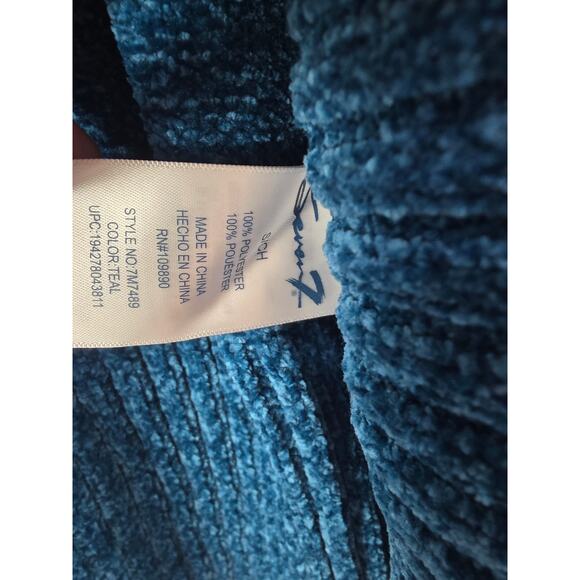 Seven7®
S/CH
100% POLYESTER
100% POLIÉSTER
MADE IN CHINA
HECHO EN CHINA
RN#109890
STYLE NO:7M7489
COLOR:TEAL
UPC:194278043811